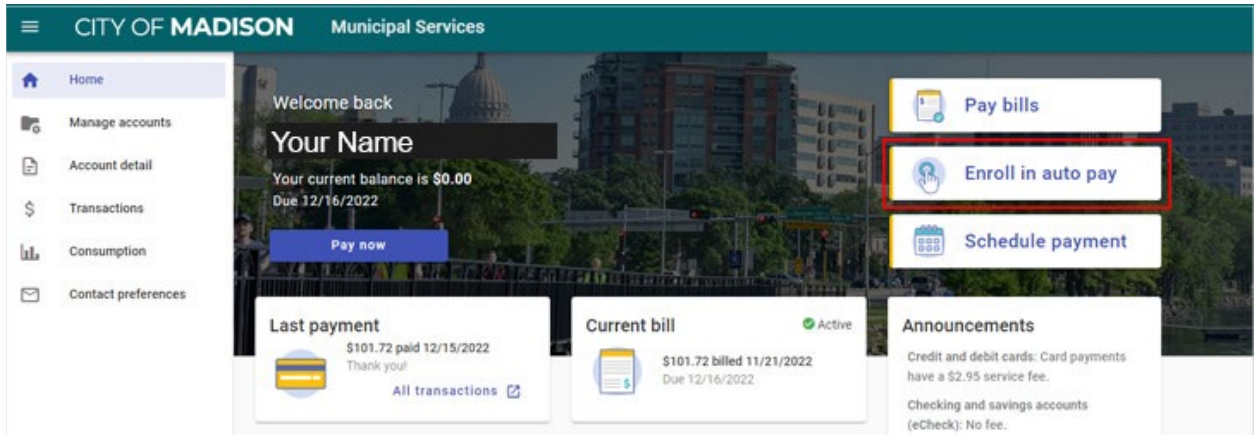 CITY OF MADISON Municipal Services
Home
Manage accounts
Account detail
Transactions
Consumption
Contact preferences
Welcome back
Your Name
Your current balance is $0.00
Due 12/16/2022
Pay now
Pay bills
Enroll in auto pay
Schedule payment
Last payment
$101.72 paid 12/15/2022
Thank you!
All transactions
Current bill
Active
$101.72 billed 11/21/2022
Due 12/16/2022
Announcements
Credit and debit cards: Card payments
have a $2.95 service fee.
Checking and savings accounts
(eCheck): No fee.